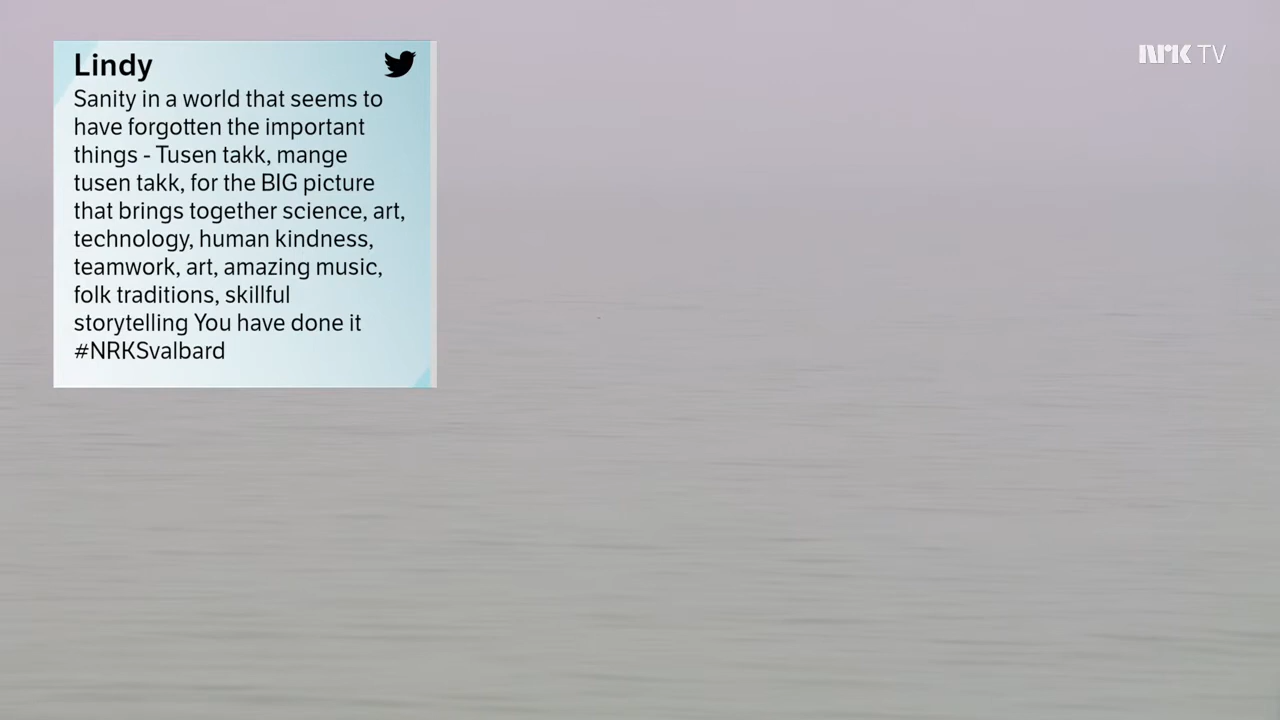 Lindy
Sanity in a world that seems to
have forgotten the important
things - Tusen takk, mange
tusen takk, for the BIG picture
that brings together science, art,
technology, human kindness,
teamwork, art, amazing music,
folk traditions, skillful
storytelling You have done it
#NRKSvalbard
NRK TV